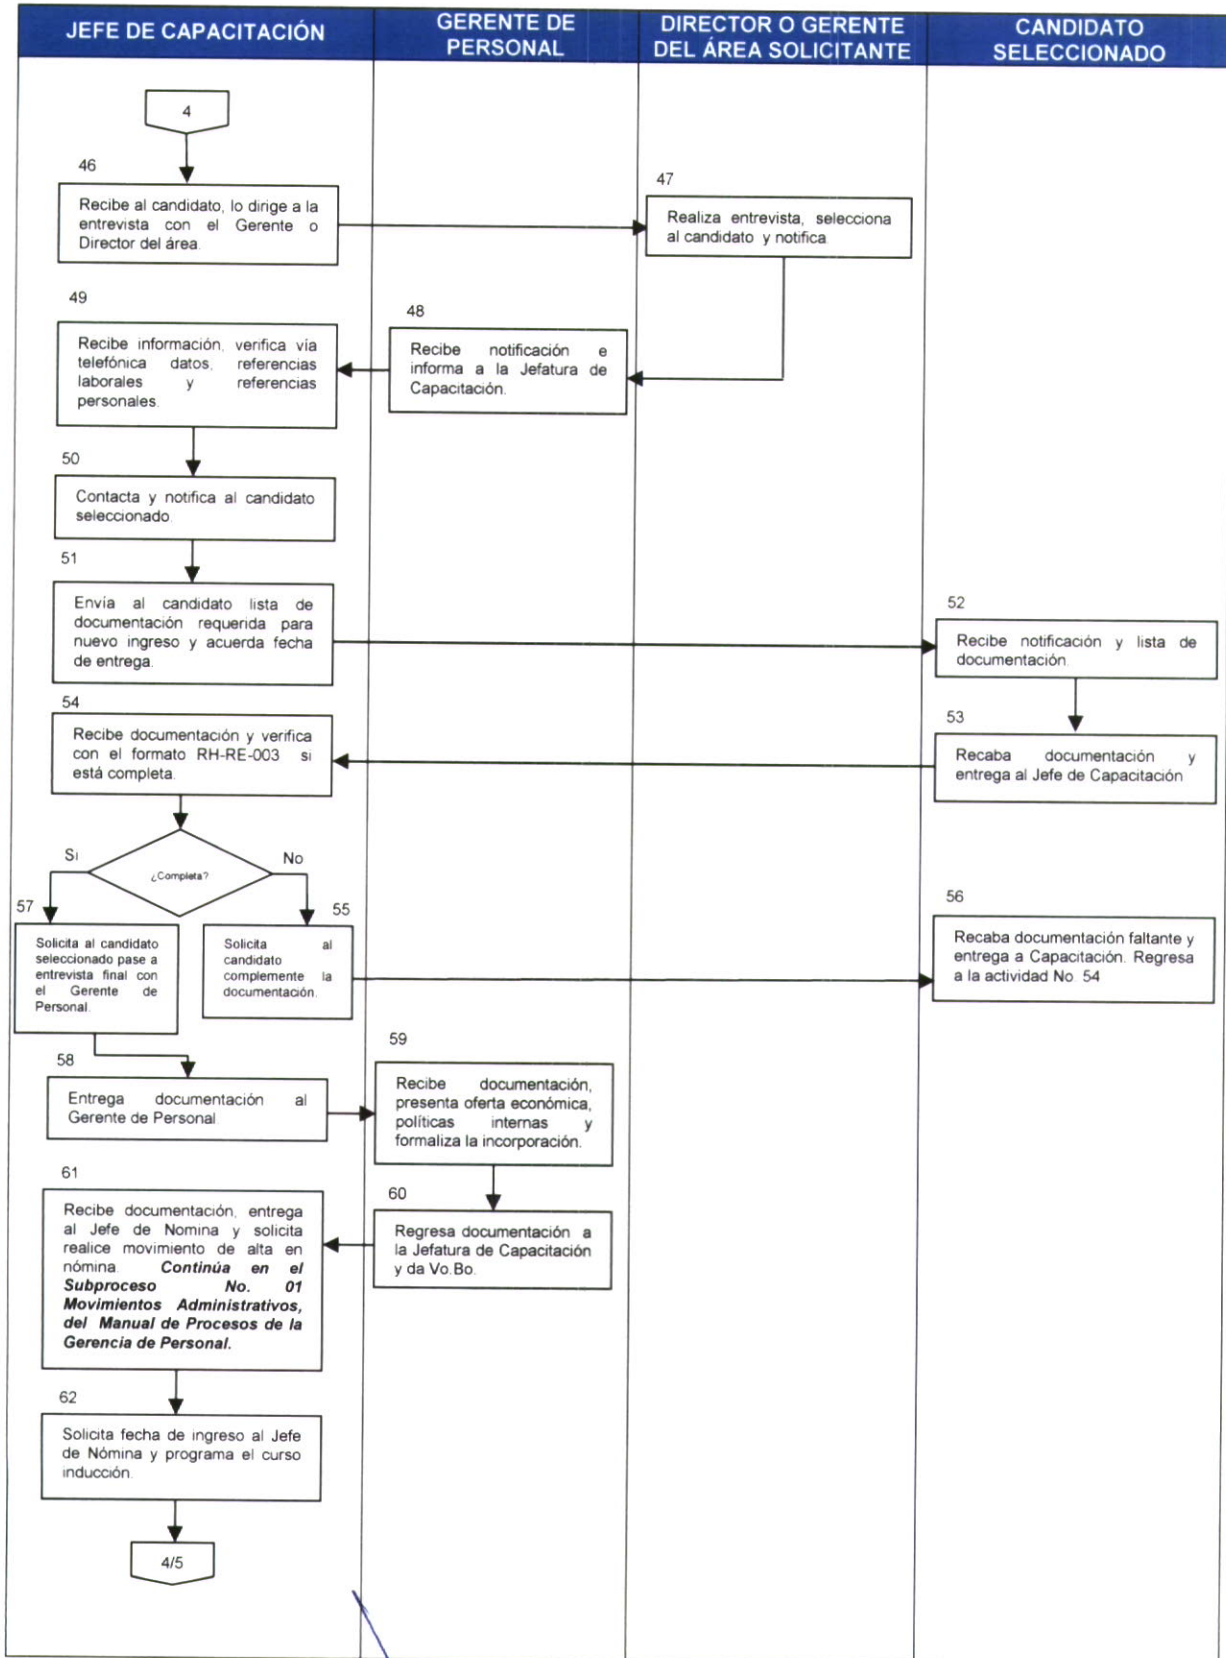 JEFE DE CAPACITACIÓN
GERENTE DE
PERSONAL
DIRECTOR O GERENTE
DEL ÁREA SOLICITANTE
CANDIDATO
SELECCIONADO
4
46
Recibe al candidato, lo dirige a la
entrevista con el Gerente o
Director del área.
47
Realiza entrevista, selecciona
al candidato y notifica.
48
Recibe notificación e
informa a la Jefatura de
Capacitación.
49
Recibe información, verifica vía
telefónica datos, referencias
laborales y referencias
personales.
50
Contacta y notifica al candidato
seleccionado.
51
Envía al candidato lista de
documentación requerida para
nuevo ingreso y acuerda fecha
de entrega.
52
Recibe notificación y lista de
documentación.
53
Recaba documentación y
entrega al Jefe de Capacitación
54
Recibe documentación y verifica
con el formato RH-RE-003 si
está completa.
¿Completa?
Si
No
55
Solicita al
candidato
complemente la
documentación.
56
Recaba documentación faltante y
entrega a Capacitación. Regresa
a la actividad No. 54
57
Solicita al candidato
seleccionado pase a
entrevista final con
el Gerente de
Personal.
58
Entrega documentación al
Gerente de Personal.
59
Recibe documentación,
presenta oferta económica,
políticas internas y
formaliza la incorporación.
60
Regresa documentación a
la Jefatura de Capacitación
y da Vo.Bo.
61
Recibe documentación, entrega
al Jefe de Nomina y solicita
realice movimiento de alta en
nómina. Continúa en el
Subproceso No. 01
Movimientos Administrativos,
del Manual de Procesos de la
Gerencia de Personal.
62
Solicita fecha de ingreso al Jefe
de Nómina y programa el curso
inducción.
4/5